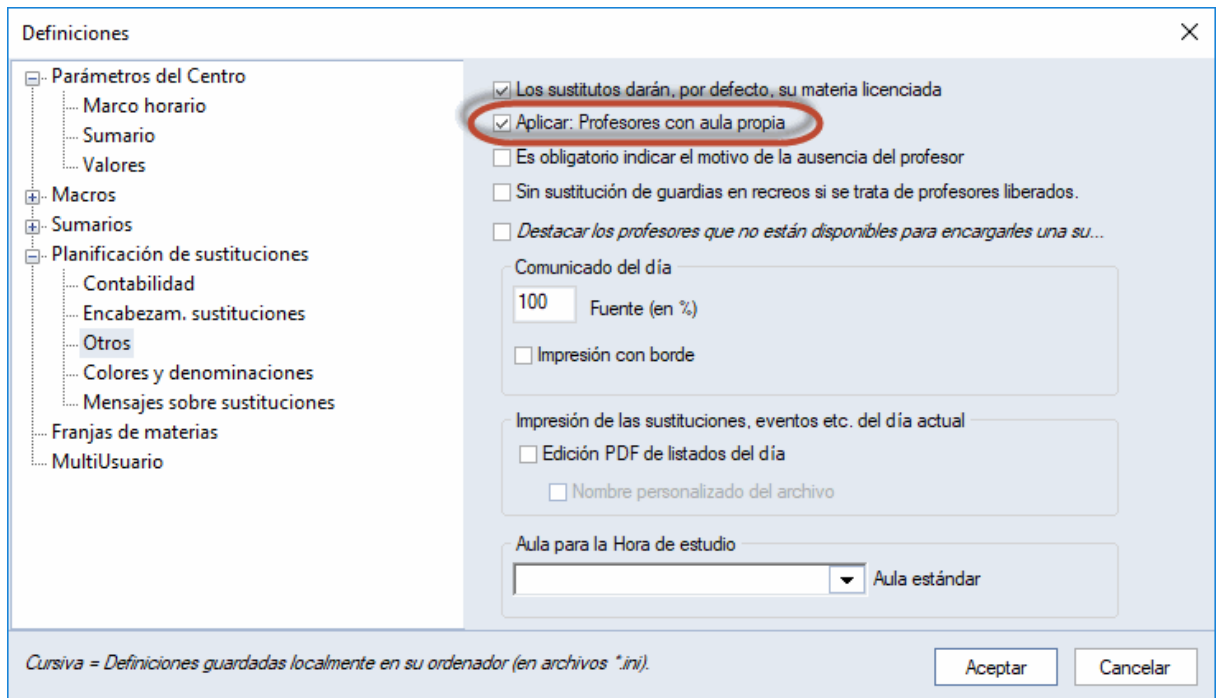 Definiciones
Parámetros del Centro
Marco horario
Sumario
Valores
Macros
Sumarios
Planificación de sustituciones
Contabilidad
Encabezam. sustituciones
Otros
Colores y denominaciones
Mensajes sobre sustituciones
Franjas de materias
MultiUsuario
Los sustitutos darán, por defecto, su materia licenciada
Aplicar: Profesores con aula propia
Es obligatorio indicar el motivo de la ausencia del profesor
Sin sustitución de guardias en recreos si se trata de profesores liberados.
Destacar los profesores que no están disponibles para encargarles una su...
Comunicado del día
100 Fuente (en %)
Impresión con borde
Impresión de las sustituciones, eventos etc. del día actual
Edición PDF de listados del día
Nombre personalizado del archivo
Aula para la Hora de estudio
Aula estándar
Cursiva = Definiciones guardadas localmente en su ordenador (en archivos *.ini).
Aceptar Cancelar